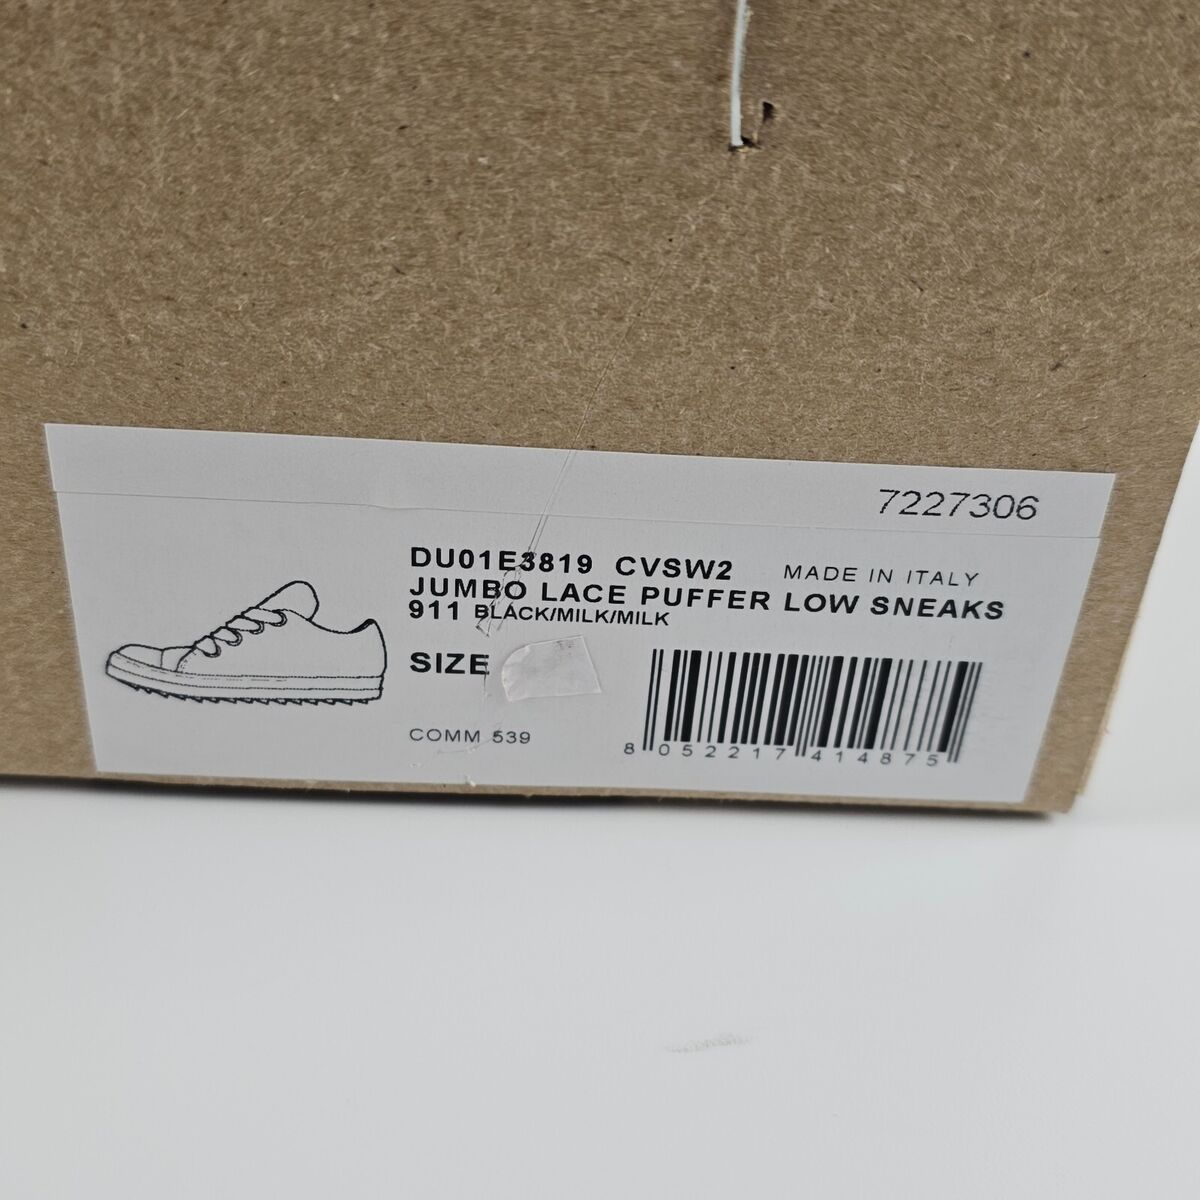 7227306
DU01E3819 CVSW2 MADE IN ITALY
JUMBO LACE PUFFER LOW SNEAKS
911 BLACK/MILK/MILK
SIZE
COMM 539
8 052217 414875